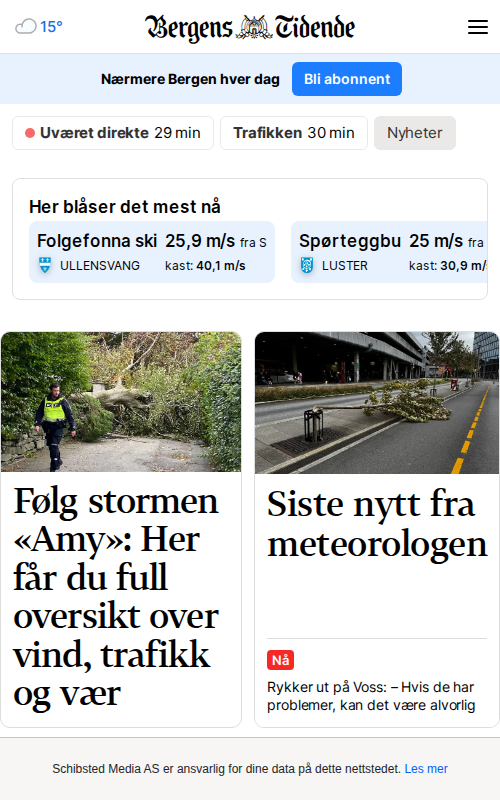 15°
Bergens Tidende
Nærmere Bergen hver dag
Bli abonnent
Uværet direkte 29 min
Trafikken 30 min
Nyheter
Her blåser det mest nå
Folgefonna ski 25,9 m/s fra S
ULLENSVANG kast: 40,1 m/s
Spørteggbu 25 m/s fra
LUSTER kast: 30,9 m/s
Følg stormen
«Amy»: Her
får du full
oversikt over
vind, trafikk
og vær
Siste nytt fra
meteorologen
Nå
Rykker ut på Voss: – Hvis de har
problemer, kan det være alvorlig
Schibsted Media AS er ansvarlig for dine data på dette nettstedet. Les mer